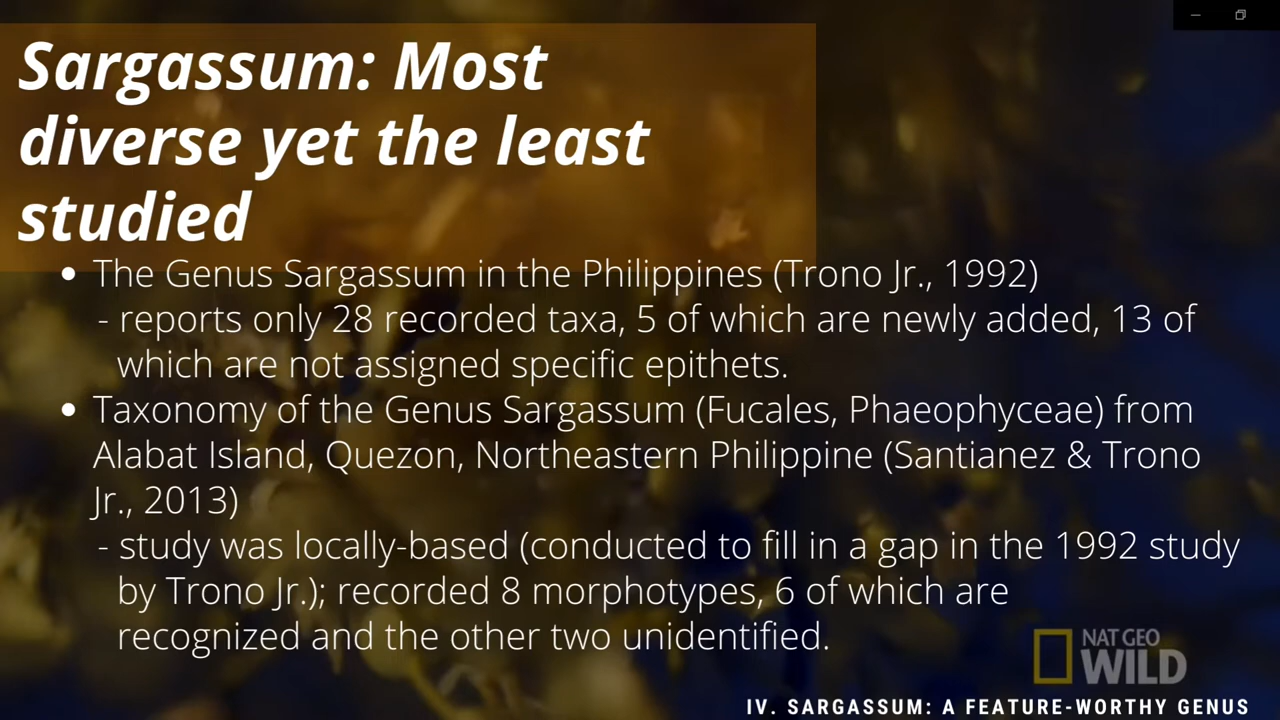 Sargassum: Most
diverse yet the least
studied
• The Genus Sargassum in the Philippines (Trono Jr., 1992)
- reports only 28 recorded taxa, 5 of which are newly added, 13 of
which are not assigned specific epithets.
• Taxonomy of the Genus Sargassum (Fucales, Phaeophyceae) from
Alabat Island, Quezon, Northeastern Philippine (Santianez & Trono
Jr., 2013)
- study was locally-based (conducted to fill in a gap in the 1992 study
by Trono Jr.); recorded 8 morphotypes, 6 of which are
recognized and the other two unidentified.
NAT GEO
WILD
IV. SARGASSUM: A FEATURE-WORTHY GENUS